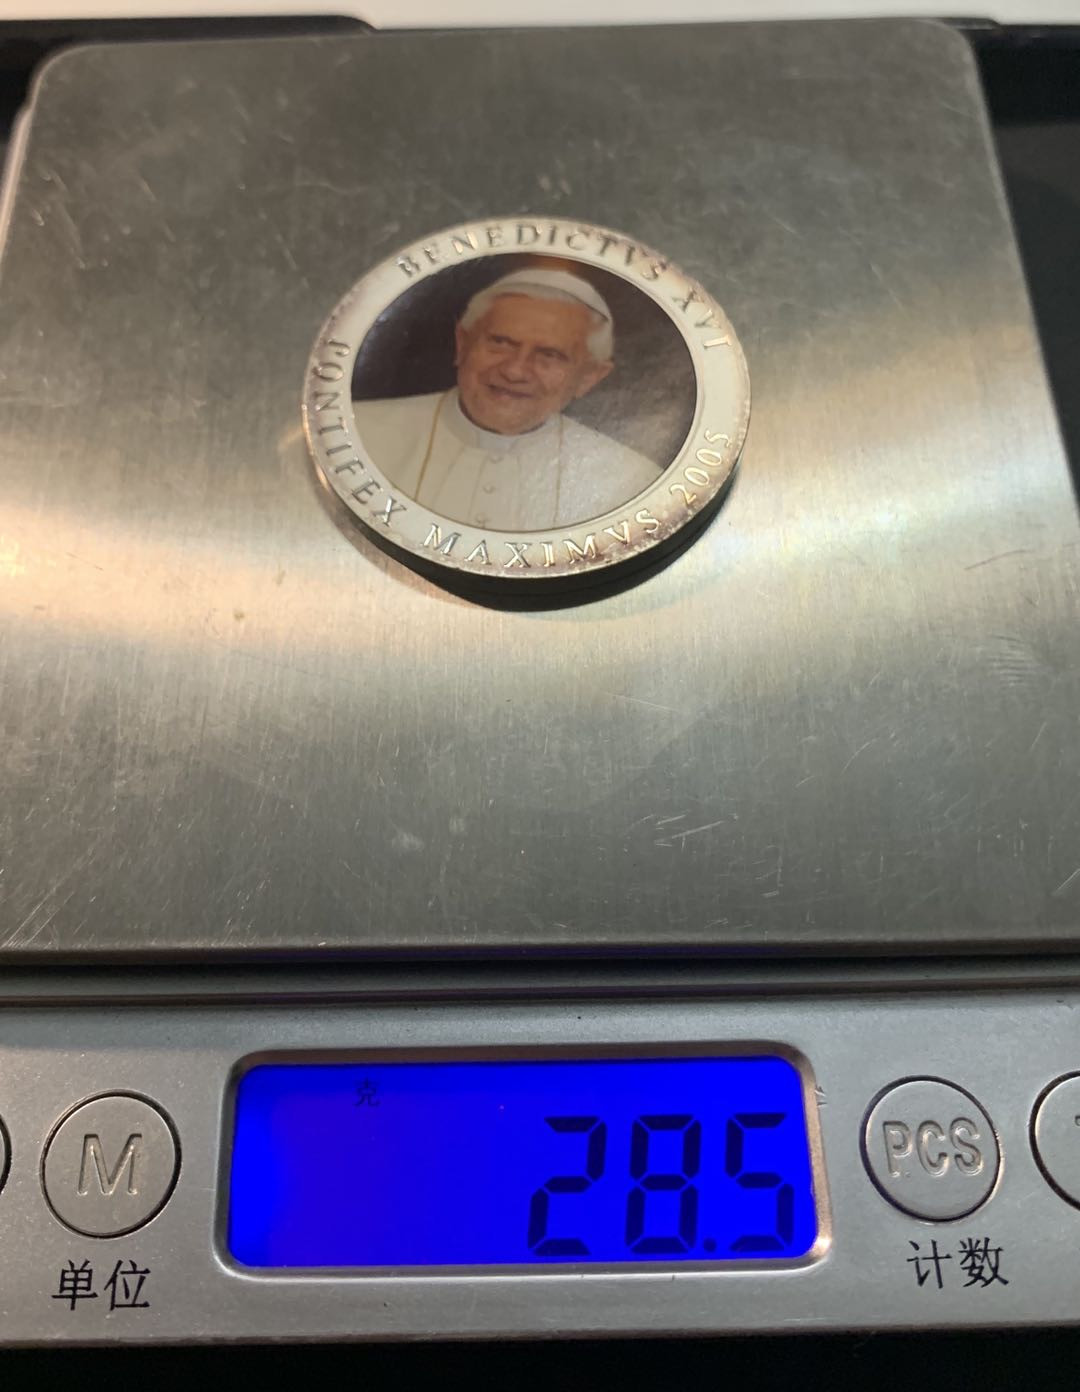 BENEDICTVS XVI
PONTIFEX MAXIMVS 2005
克
28.5
M
PCS
单位
计数